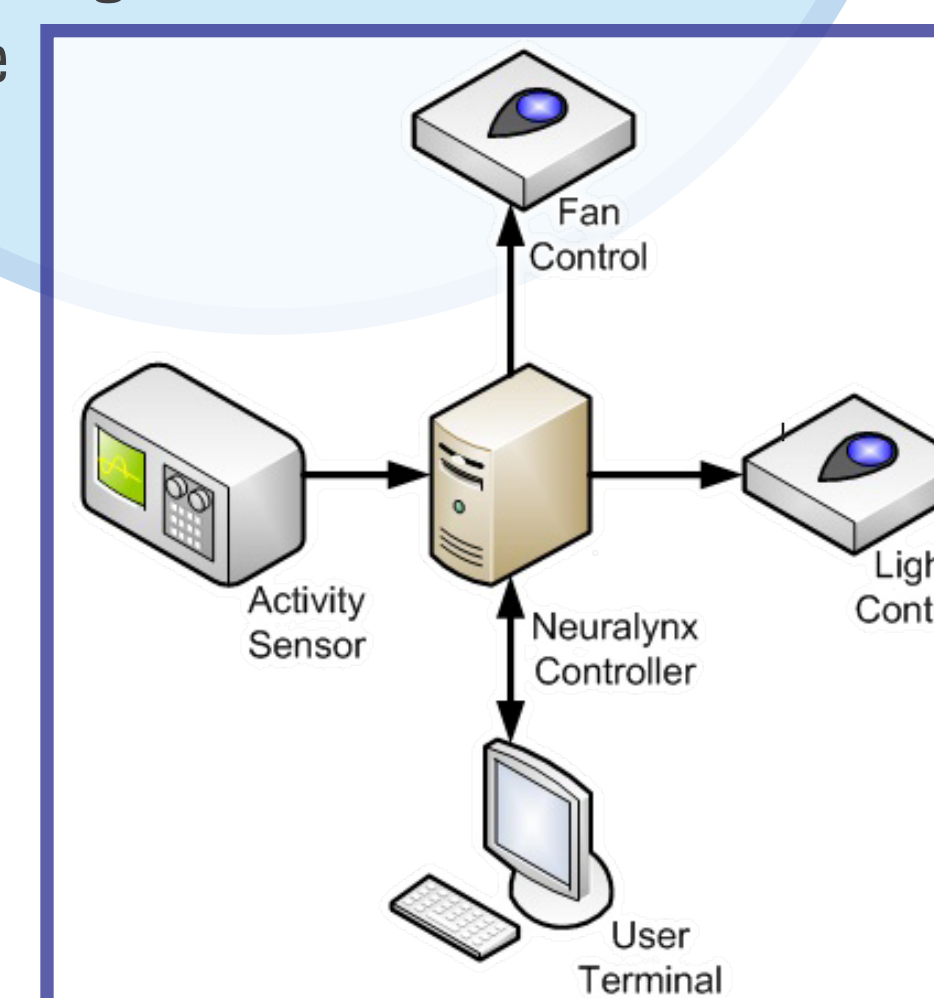 e
Fan
Control
Activity
Sensor
Neuralynx
Controller
User
Terminal